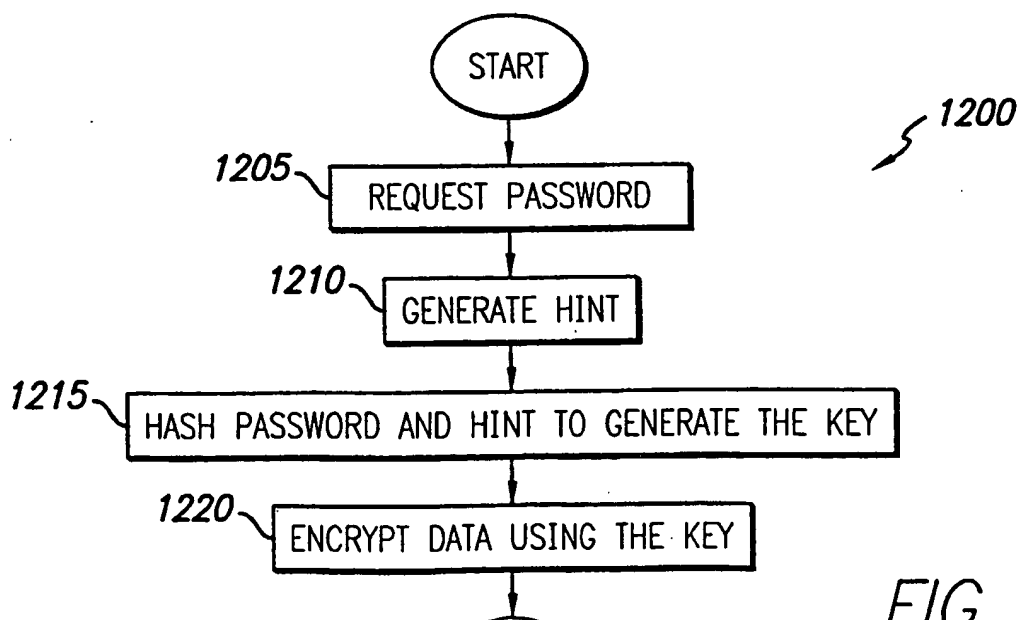 START
1200
1205
REQUEST PASSWORD
1210
GENERATE HINT
1215
HASH PASSWORD AND HINT TO GENERATE THE KEY
1220
ENCRYPT DATA USING THE KEY
FIG